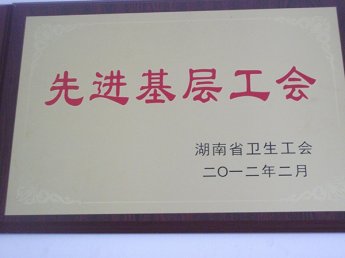 先进基层工会
湖南省卫生工会
二〇一二年二月